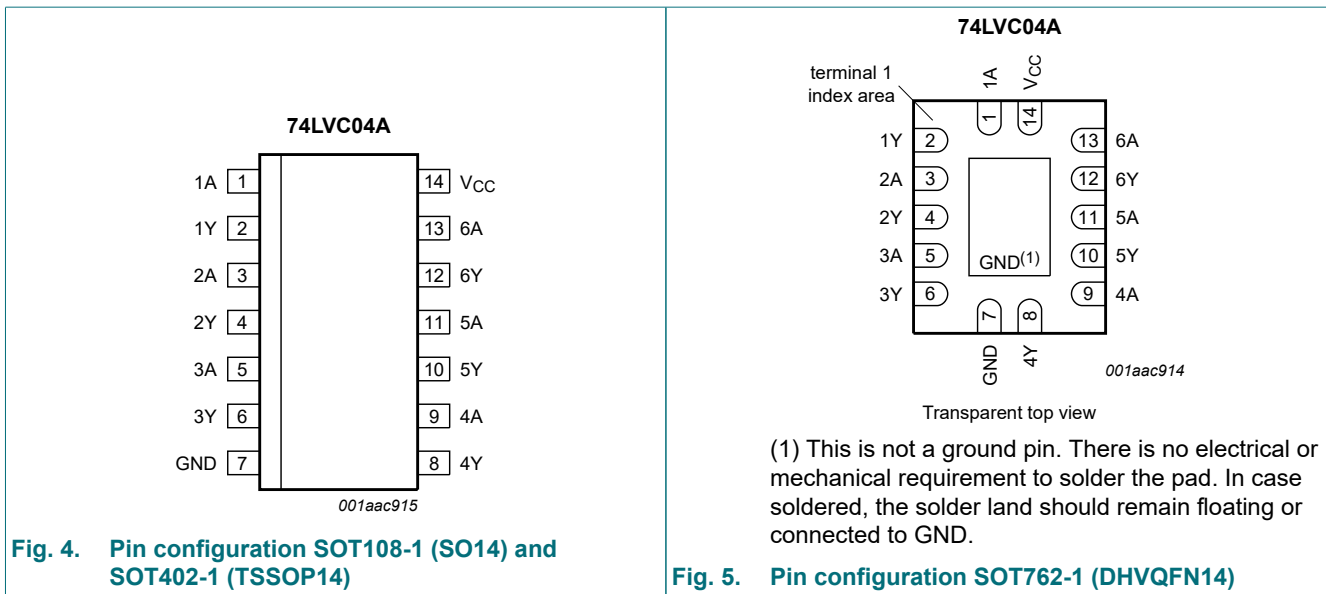 74LVC04A
1A 1
14 VCC
1Y 2
13 6A
2A 3
12 6Y
2Y 4
11 5A
3A 5
10 5Y
3Y 6
9 4A
GND 7
8 4Y
001aac915
Fig. 4. Pin configuration SOT108-1 (SO14) and
SOT402-1 (TSSOP14)
74LVC04A
terminal 1
index area
1A
VCC
1
14
1Y 2
13 6A
2A 3
12 6Y
2Y 4
11 5A
3A 5
10 5Y
GND(1)
3Y 6
9 4A
7
8
GND
4Y
001aac914
Transparent top view
(1) This is not a ground pin. There is no electrical or
mechanical requirement to solder the pad. In case
soldered, the solder land should remain floating or
connected to GND.
Fig. 5. Pin configuration SOT762-1 (DHVQFN14)